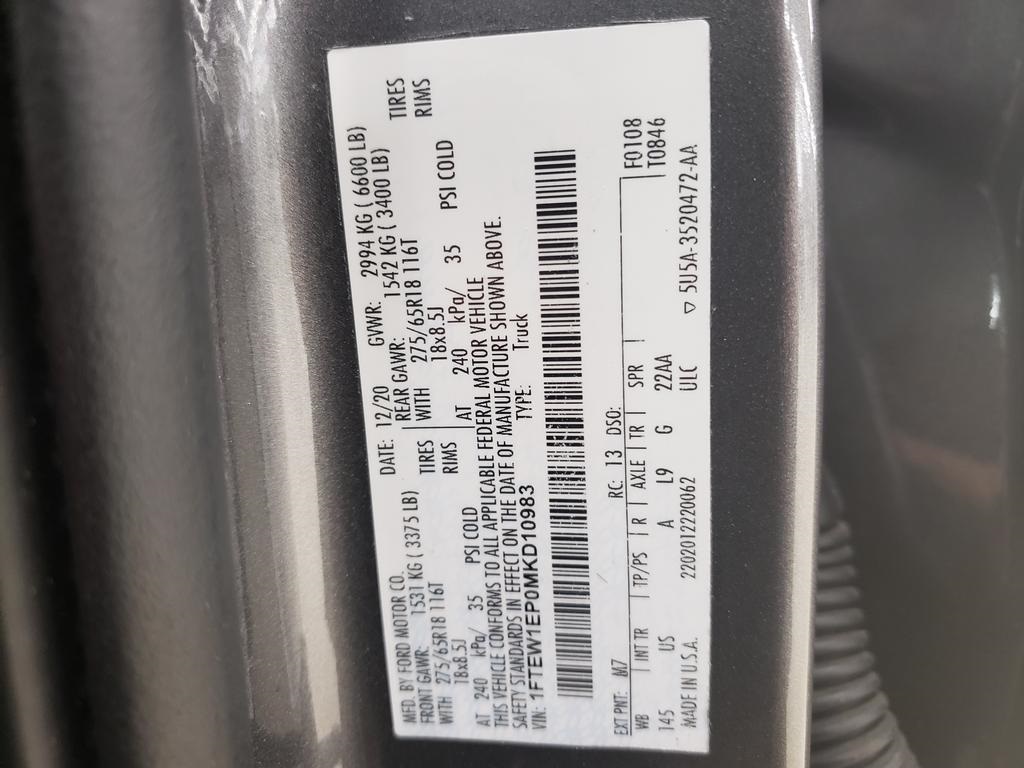 MFD. BY FORD MOTOR CO. DATE: 12/20 GVWR: 2994 KG ( 6600 LB)
FRONT GAWR: 1531 KG ( 3375 LB) REAR GAWR: 1542 KG ( 3400 LB)
WITH 275/65R18 116T TIRES WITH 275/65R18 116T TIRES
18x8.5J RIMS 18x8.5J RIMS
AT 240 kPa/ 35 PSI COLD AT 240 kPa/ 35 PSI COLD
THIS VEHICLE CONFORMS TO ALL APPLICABLE FEDERAL MOTOR VEHICLE
SAFETY STANDARDS IN EFFECT ON THE DATE OF MANUFACTURE SHOWN ABOVE.
VIN: 1FTEW1EP0MKD10983 TYPE: Truck
EXT PNT: M7 RC: 13 DSO: F0108
WB | INT TR | TP/PS | R | AXLE | TR | SPR | T0846
145 US A L9 G 22AA
MADE IN U.S.A. 22020122220062 ULC ▽ 5U5A-3520472-AA